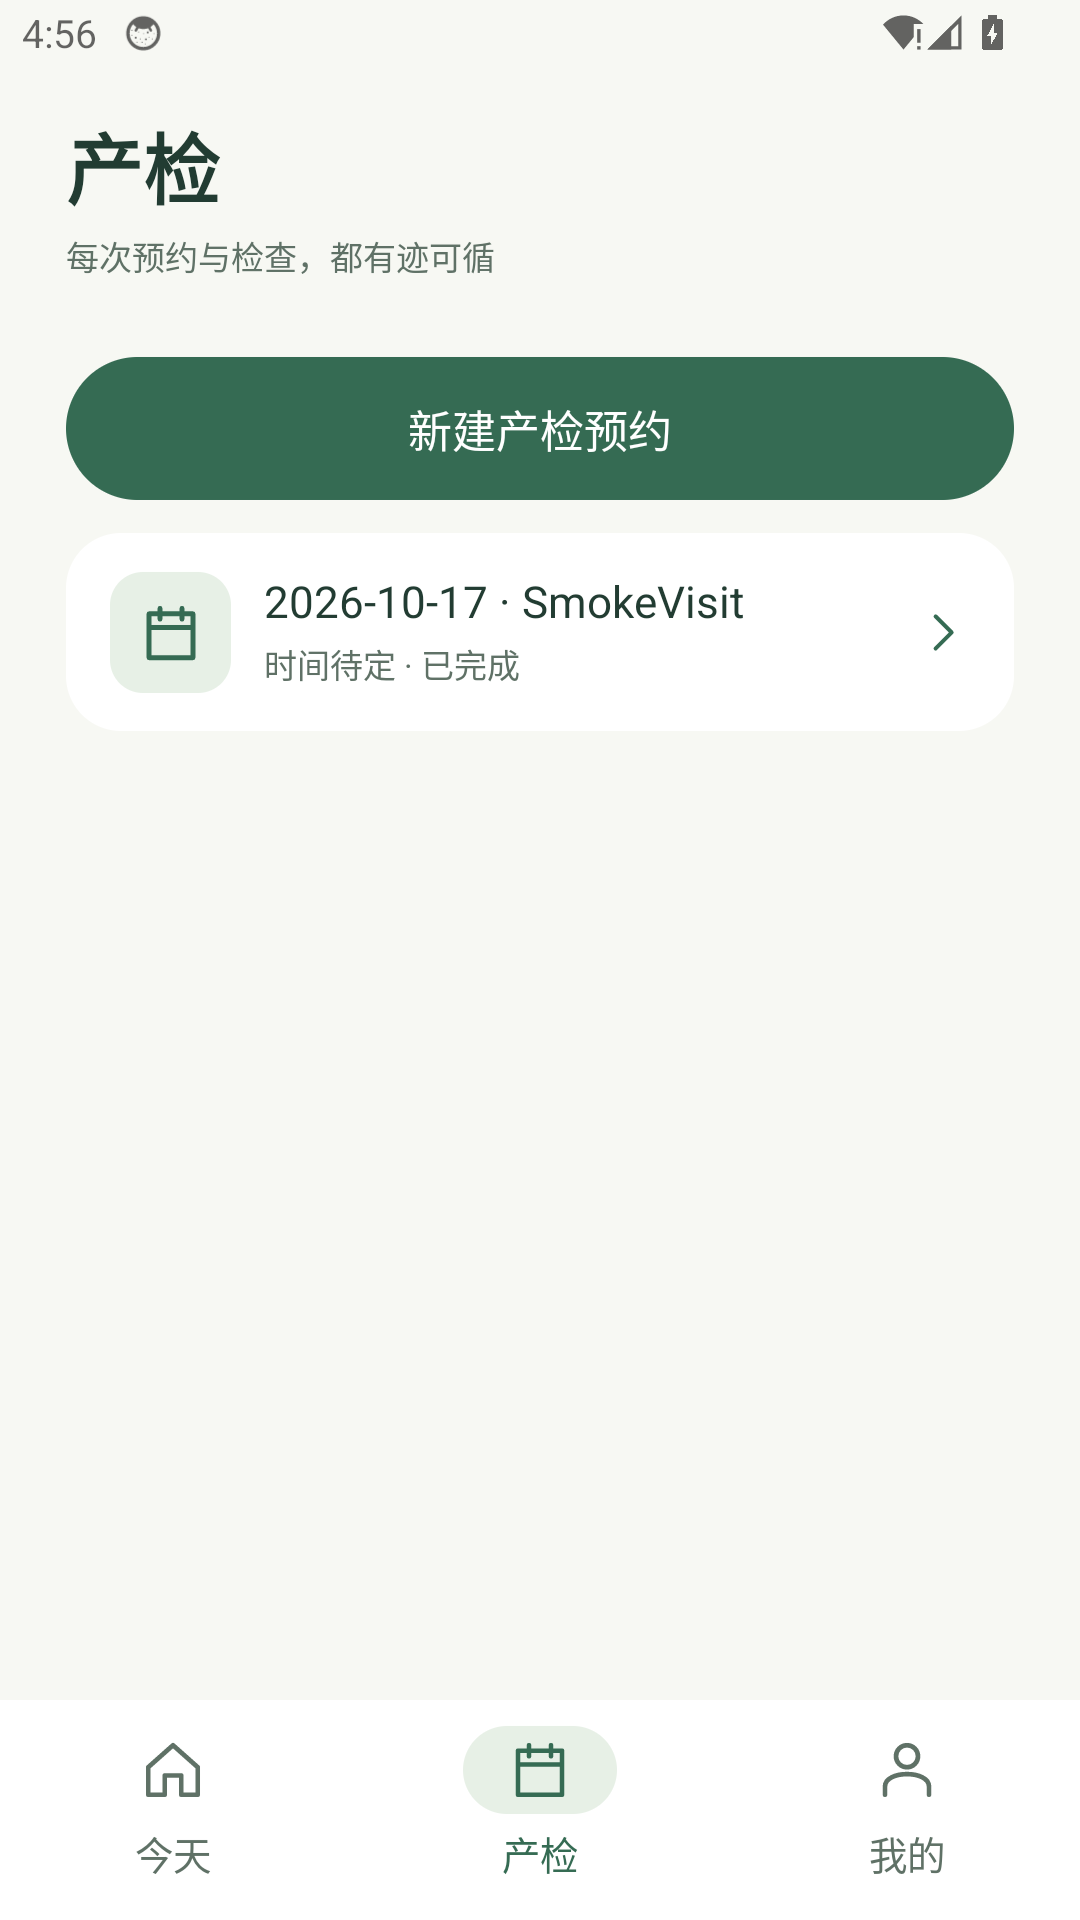 4:56
产检
每次预约与检查，都有迹可循
新建产检预约
2026-10-17 · SmokeVisit
时间待定 · 已完成
今天
产检
我的